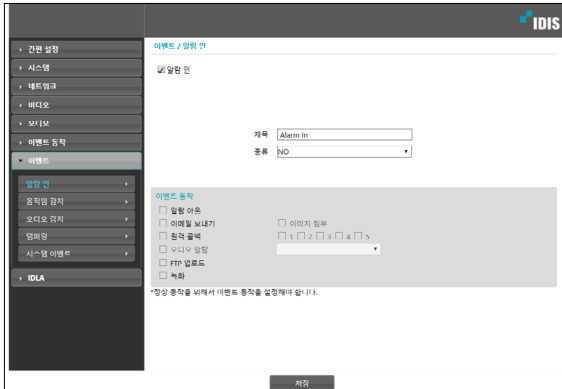 IDIS
간편 설정
시스템
네트워크
비디오
오디오
이벤트 동작
이벤트
알람 인
움직임 감지
오디오 감지
탬퍼링
시스템 이벤트
IDLA
이벤트 / 알람 인
알람 인
제목 Alarm In
종류 NO
이벤트 동작
알람 아웃
이메일 보내기 이미지 첨부
원격 콜백 1 2 3 4 5
오디오 알람
FTP 업로드
녹화
*정상 동작을 위해서 이벤트 동작을 설정해야 합니다.
저장